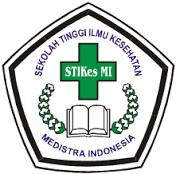 SEKOLAH TINGGI ILMU KESEHATAN
STIKes MI
MEDISTRA INDONESIA